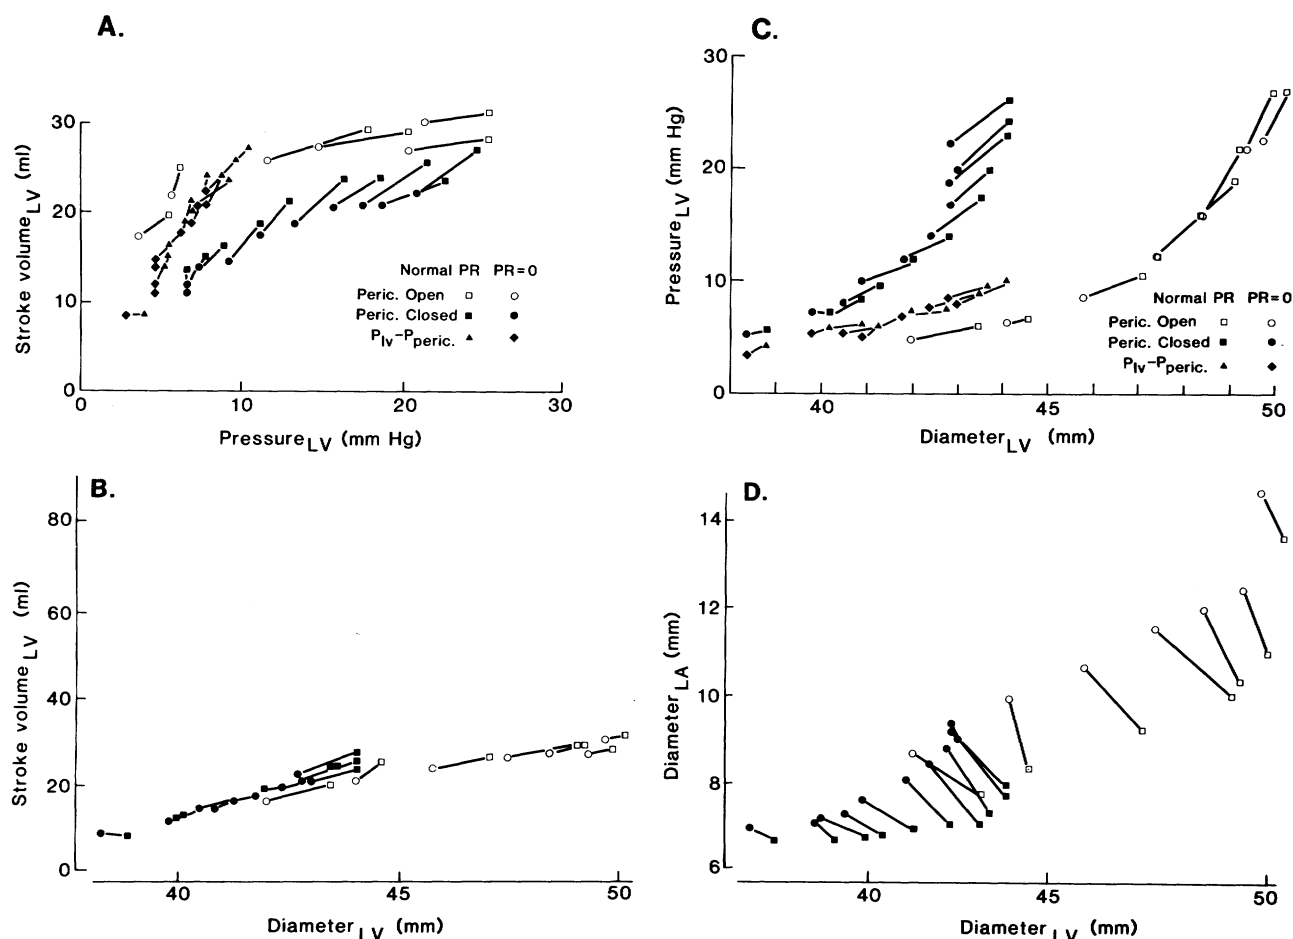 A.
Stroke volume LV (ml)
30
20
10
0
0 10 20 30
Pressure LV (mm Hg)
Normal PR PR=0
Peric. Open
Peric. Closed
Plv-Pperic.
C.
Pressure LV (mm Hg)
30
20
10
0
40 45 50
Diameter LV (mm)
Normal PR PR=0
Peric. Open
Peric. Closed
Plv-Pperic.
B.
Stroke volume LV (ml)
80
60
40
20
0
40 45 50
Diameter LV (mm)
D.
Diameter LA (mm)
14
12
10
8
6
40 45 50
Diameter LV (mm)